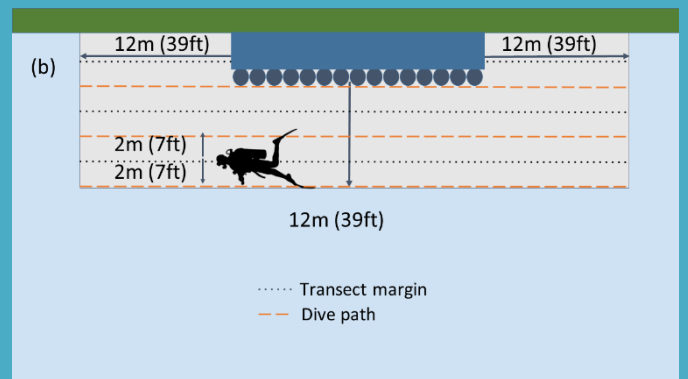 12m (39ft)
12m (39ft)
(b)
2m (7ft)
2m (7ft)
12m (39ft)
Transect margin
Dive path